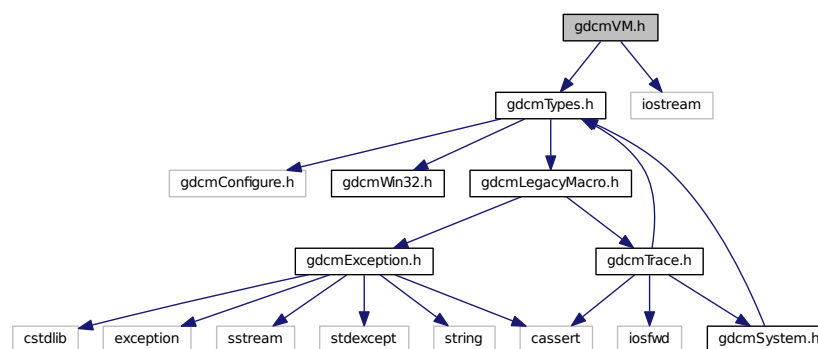 gdcmVM.h
gdcmTypes.h
iostream
gdcmConfigure.h
gdcmWin32.h
gdcmLegacyMacro.h
gdcmException.h
gdcmTrace.h
cstdlib
exception
sstream
stdexcept
string
cassert
iosfwd
gdcmSystem.h